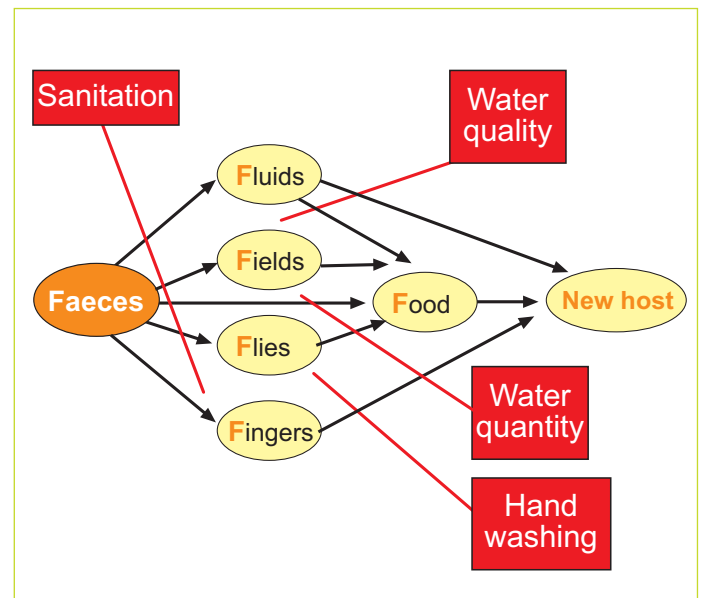 Sanitation
Water
quality
Fluids
Fields
Faeces
Food
New host
Flies
Fingers
Water
quantity
Hand
washing